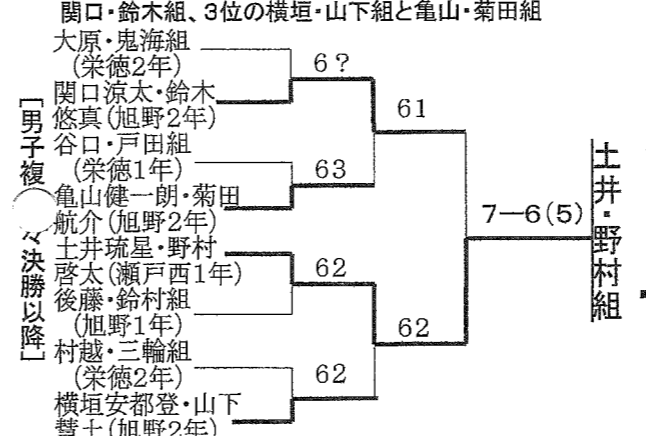 関口・鈴木組、3位の横垣・山下組と亀山・菊田組
[男子複
々決勝以降]
大原・鬼海組
(栄徳2年)
関口涼太・鈴木
悠真(旭野2年)
谷口・戸田組
(栄徳1年)
亀山健一朗・菊田
航介(旭野2年)
土井琉星・野村
啓太(瀬戸西1年)
後藤・鈴村組
(旭野1年)
村越・三輪組
(栄徳2年)
横垣安都登・山下
(旭野2年)
6?
63
62
62
61
62
7―6(5)
土井・野村組